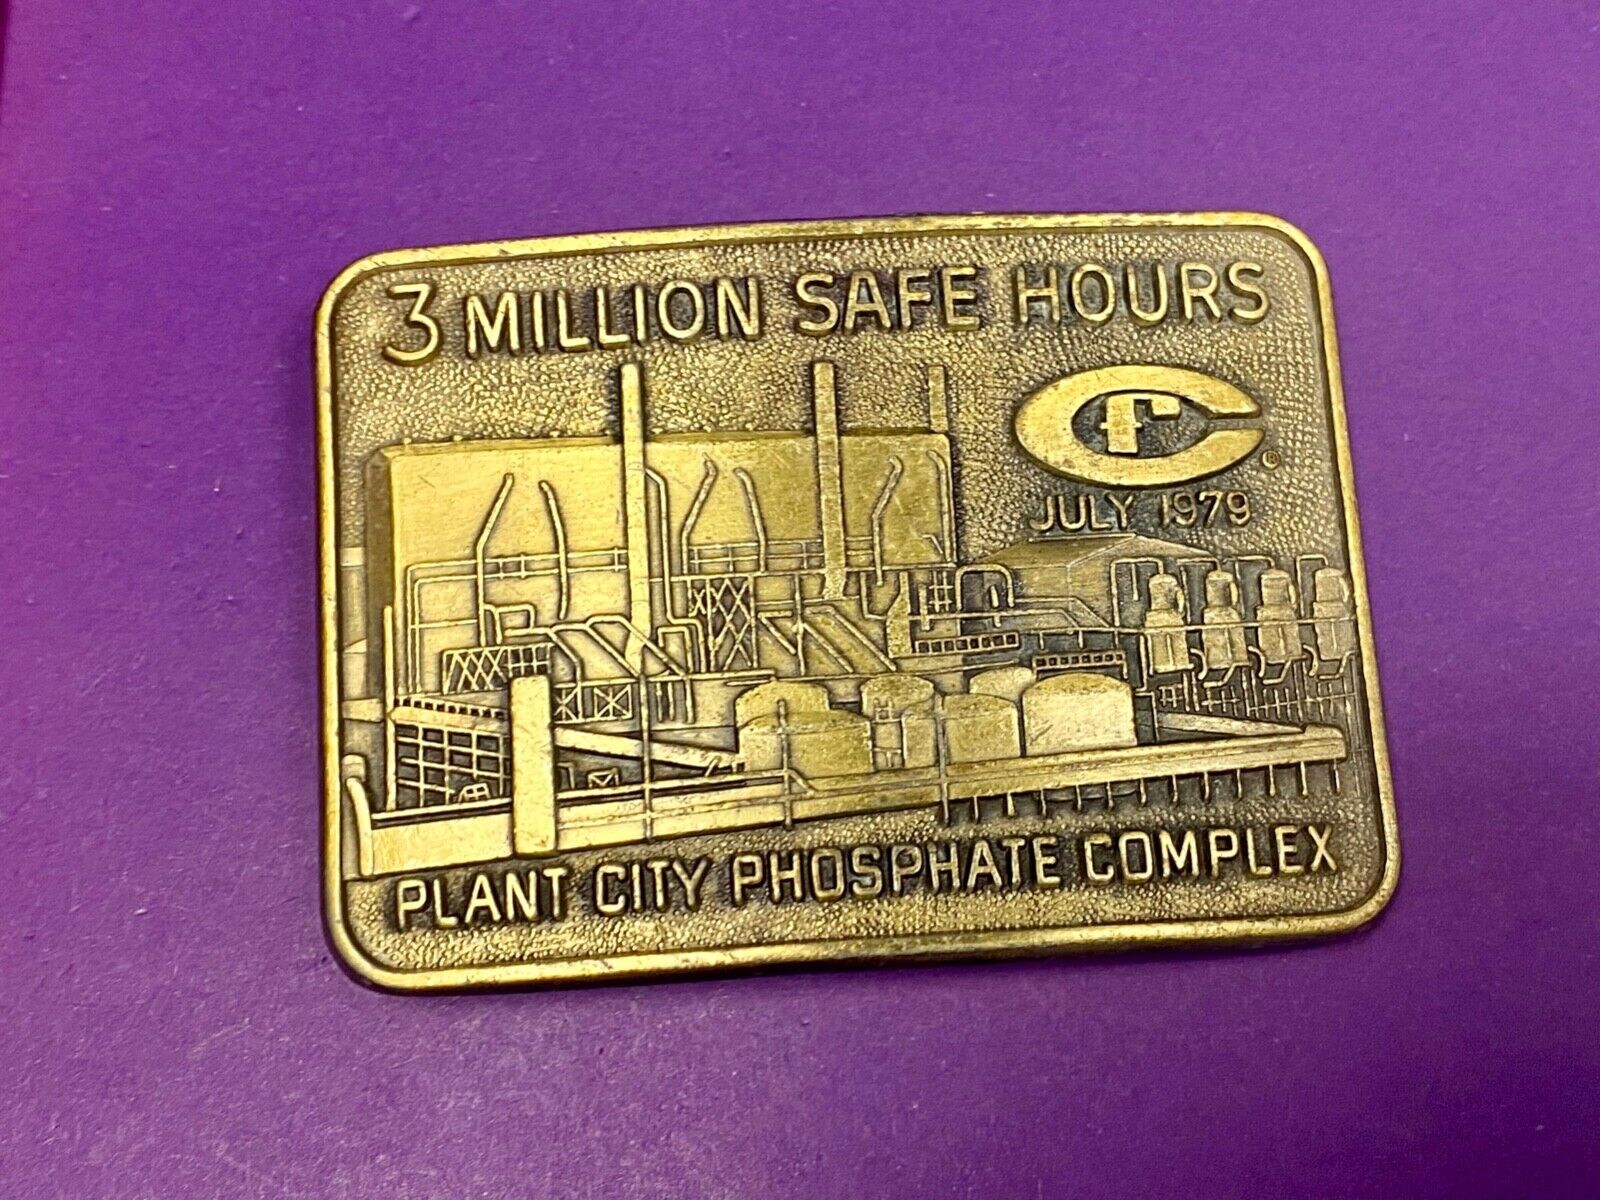 3 MILLION SAFE HOURS
CF®
JULY 1979
PLANT CITY PHOSPHATE COMPLEX